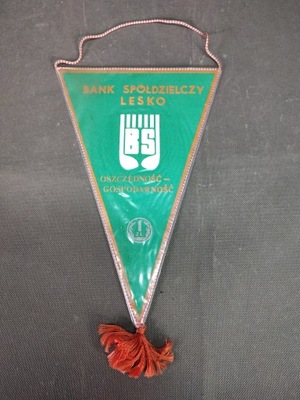 BANK SPÓŁDZIELCZY
LESKO
BS
OSZCZĘDNOŚĆ -
GOSPODARNOŚĆ